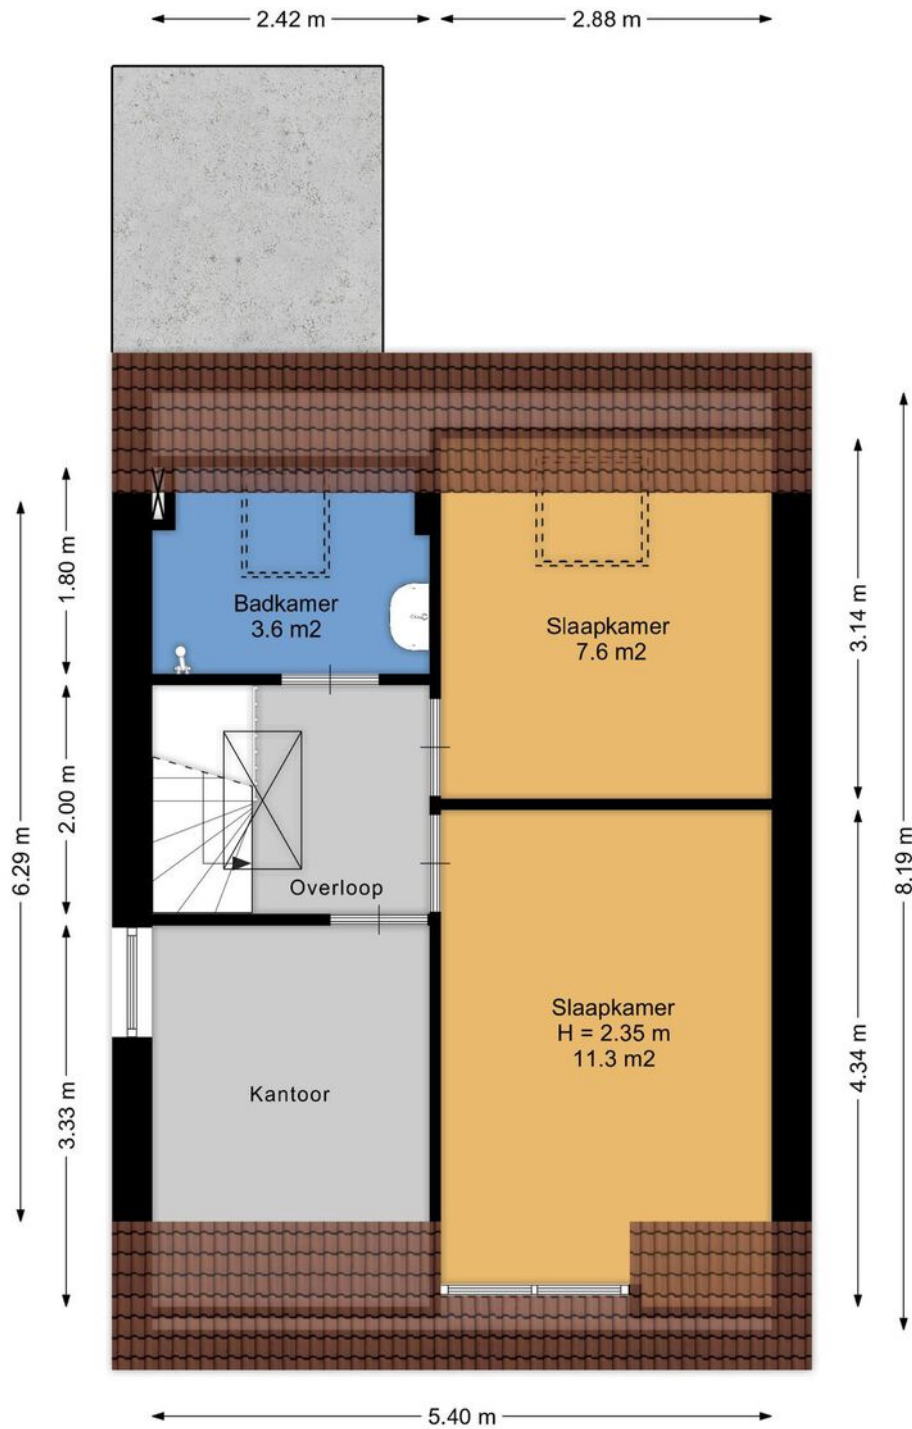 2.42 m
2.88 m
1.80 m
Badkamer
3.6 m2
Slaapkamer
7.6 m2
3.14 m
2.00 m
6.29 m
8.19 m
Overloop
Slaapkamer
H = 2.35 m
11.3 m2
4.34 m
Kantoor
3.33 m
5.40 m